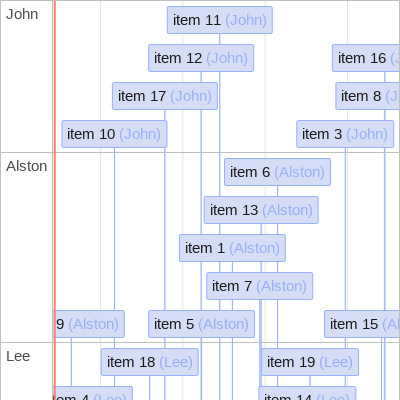 John
item 11 (John)
item 12 (John)
item 16
item 17 (John)
item 8
item 10 (John)
item 3 (John)
Alston
item 6 (Alston)
item 13 (Alston)
item 1 (Alston)
item 7 (Alston)
9 (Alston)
item 5 (Alston)
item 15
Lee
item 18 (Lee)
item 19 (Lee)
4 (Lee)
item 14 (Lee)